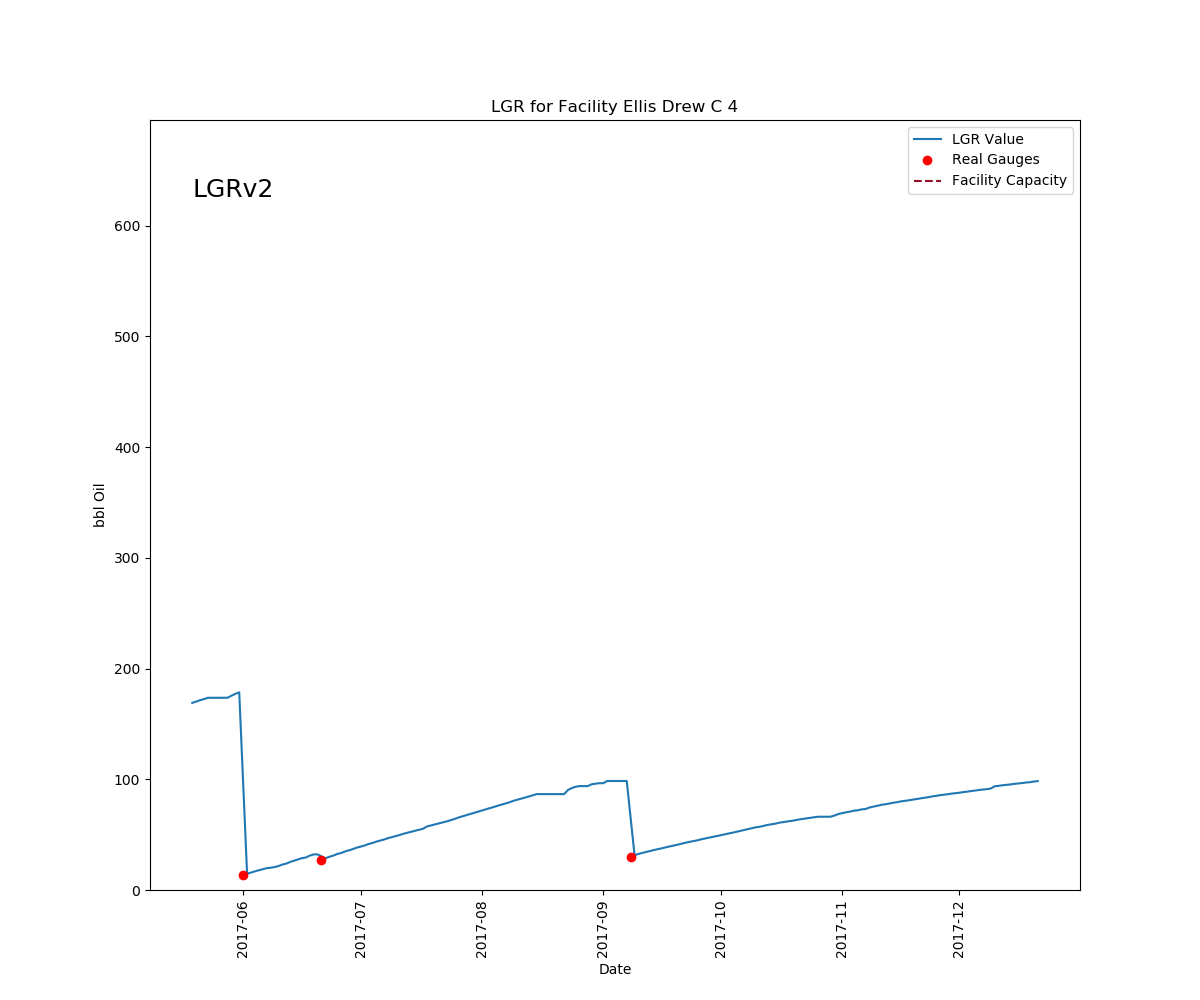 LGR for Facility Ellis Drew C 4
LGR Value
Real Gauges
Facility Capacity
LGRv2
600
500
400
300
200
100
0
bbl Oil
2017-06
2017-07
2017-08
2017-09
2017-10
2017-11
2017-12
Date